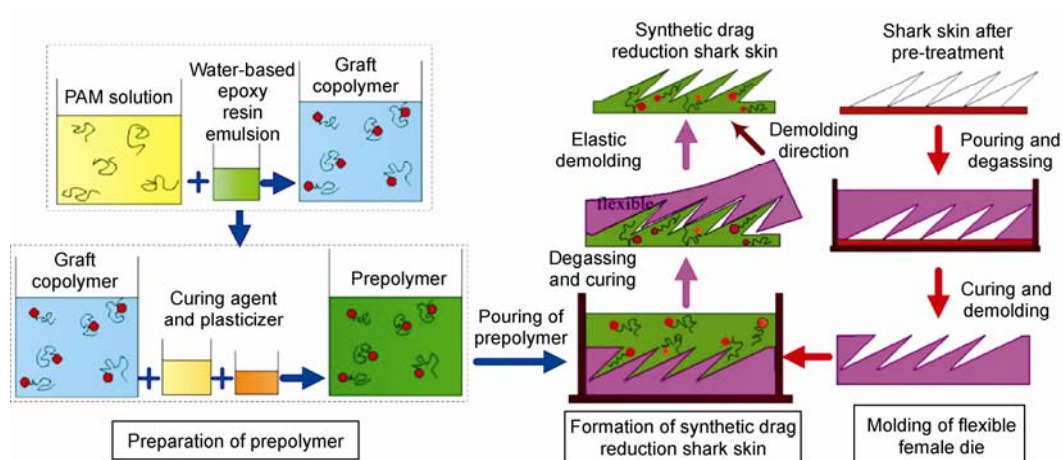 PAM solution
Water-based
epoxy
resin
emulsion
Graft
copolymer
Graft
copolymer
Curing agent
and plasticizer
Prepolymer
Preparation of prepolymer
Pouring of
prepolymer
Synthetic drag
reduction shark skin
Elastic
demolding
Demolding
direction
flexible
Degassing
and curing
Formation of synthetic drag
reduction shark skin
Shark skin after
pre-treatment
Pouring and
degassing
Curing and
demolding
Molding of flexible
female die